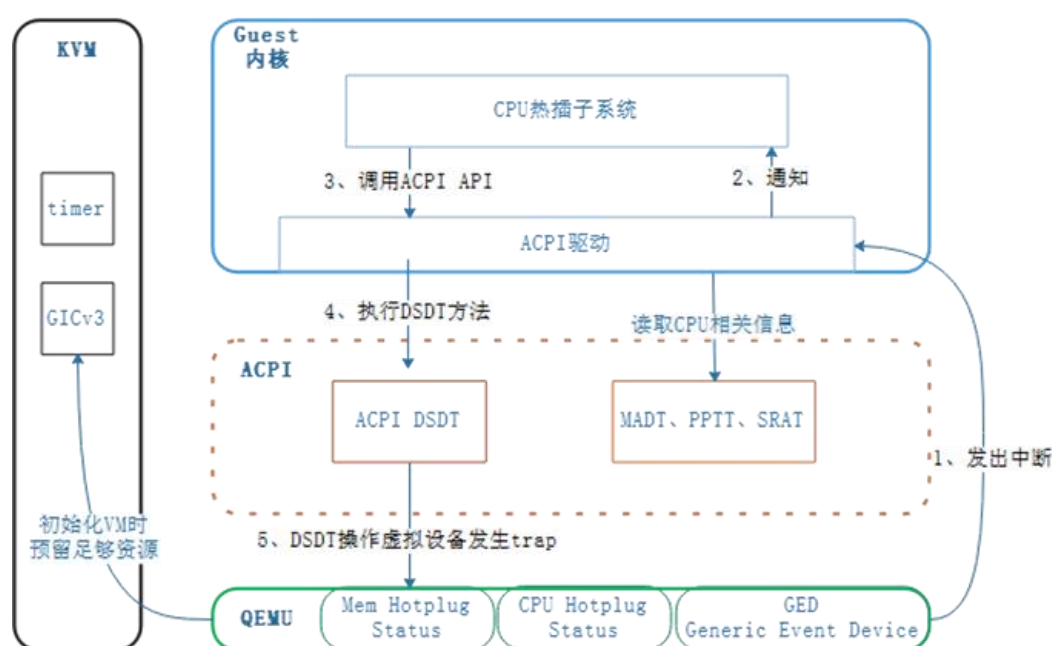 KVM
timer
GICv3
初始化VM时
预留足够资源
Guest
内核
CPU热插子系统
3、调用ACPI API
2、通知
ACPI驱动
4、执行DSDT方法
读取CPU相关信息
ACPI
ACPI DSDT
MADT、PPTT、SRAT
1、发出中断
5、DSDT操作虚拟设备发生trap
QEMU
Mem Hotplug
Status
CPU Hotplug
Status
GED
Generic Event Device